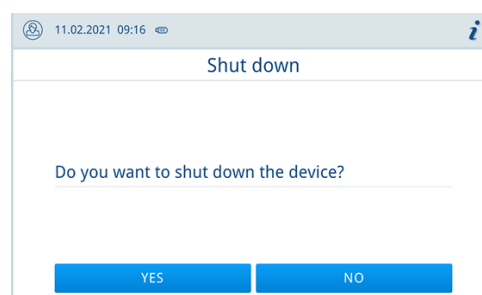 11.02.2021 09:16
i
Shut down
Do you want to shut down the device?
YES
NO